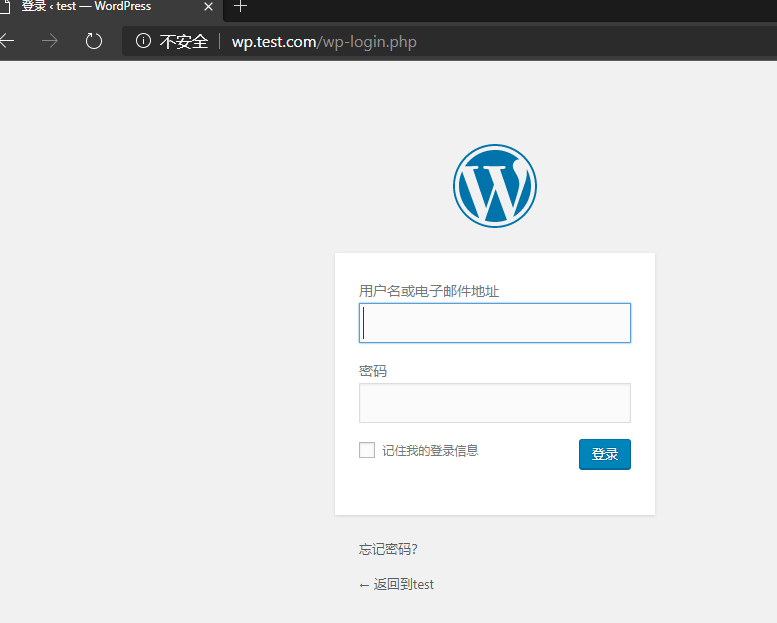 登录 ‹ test — WordPress
不安全 wp.test.com/wp-login.php
用户名或电子邮件地址
密码
记住我的登录信息
登录
忘记密码？
← 返回到test